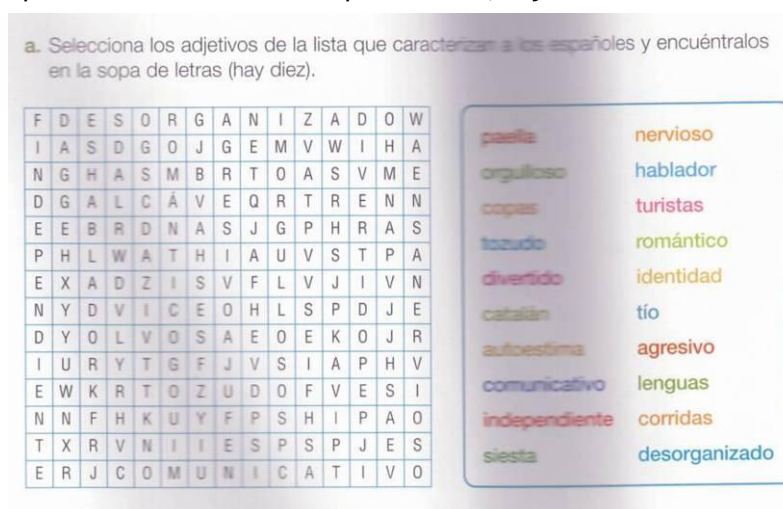 a. Selecciona los adjetivos de la lista que caracterizan a los españoles y encuéntralos
en la sopa de letras (hay diez).
F D E S O R G A N I Z A D O W
I A S D G O J G E M V W I H A
N G H A S M B R T O A S V M E
D G A L C Á V E Q R T R E N N
E E B R D N A S J G P H R A S
P H L W A T H I A U V S T P A
E X A D Z I S V F L V J I V N
N Y D V I C E O H L S P D J E
D Y O L V O S A E O E K O J R
I U R Y T G F J V S I A P H V
E W K R T O Z U D O F V E S I
N N F H K U Y F P S H I P A O
T X R V N I I E S P S P J E S
E R J C O M U N I C A T I V O
paella nervioso
orgulloso hablador
copas turistas
tozudo romántico
divertido identidad
catalán tío
autoestima agresivo
comunicativo lenguas
independiente corridas
siesta desorganizado